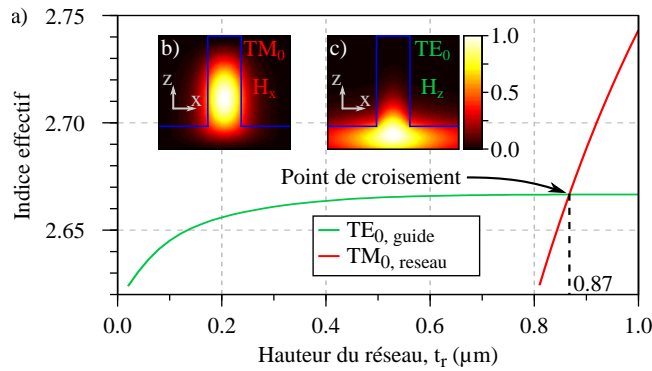 a)
2.75
2.70
2.65
Indice effectif
b)
TM0
Hx
z
x
c)
TE0
Hz
z
x
1.0
0.5
0.0
Point de croisement
TE0, guide
TM0, reseau
0.87
0.0
0.2
0.4
0.6
0.8
1.0
Hauteur du réseau, tr (µm)